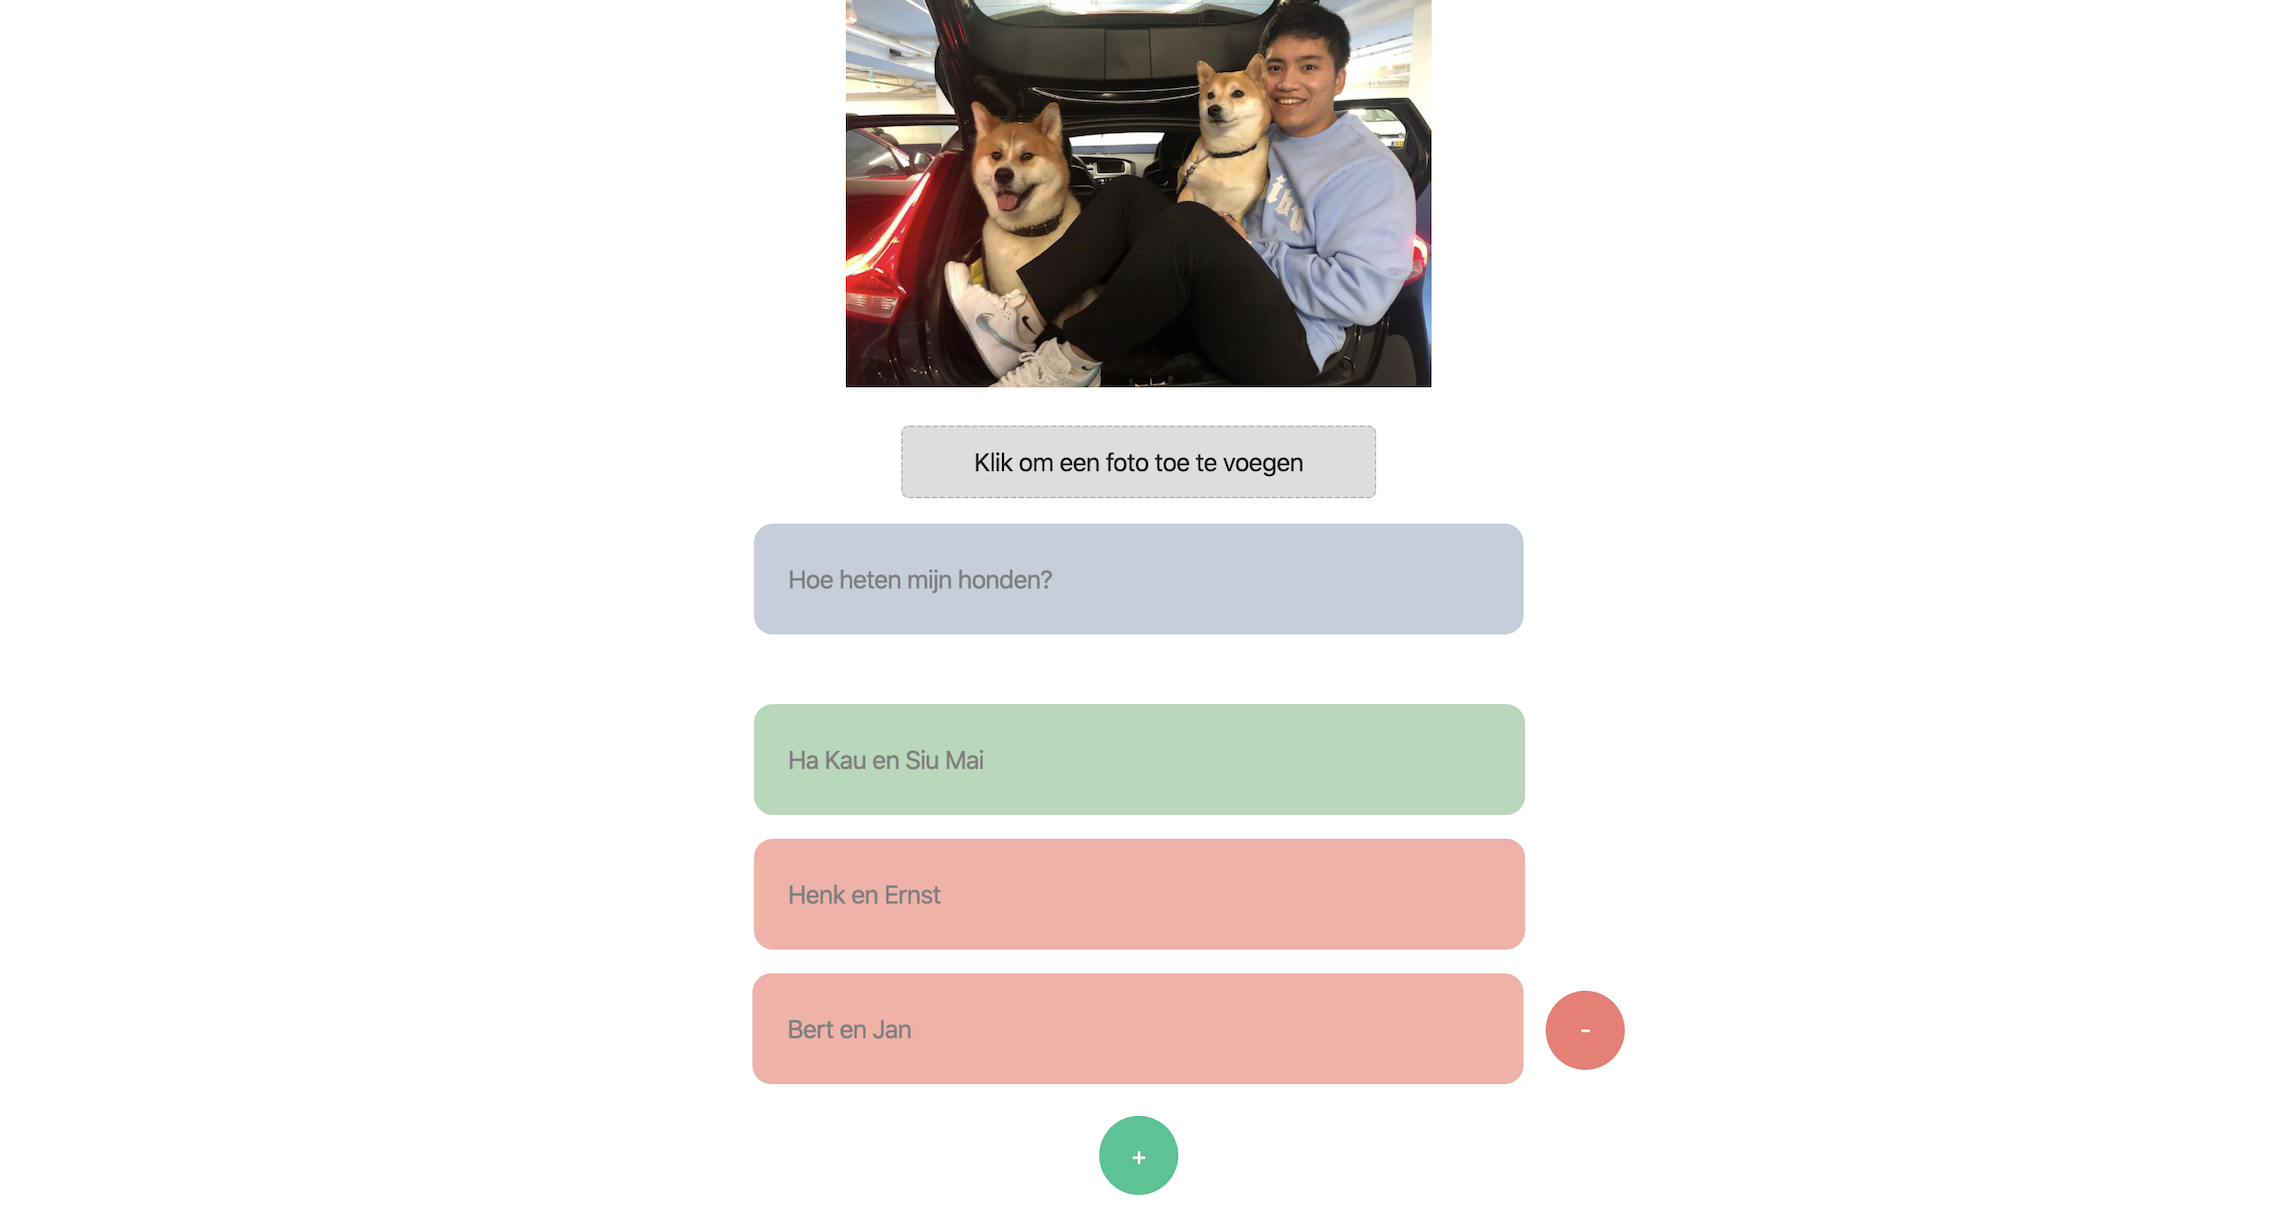 Klik om een foto toe te voegen
Hoe heten mijn honden?
Ha Kau en Siu Mai
Henk en Ernst
Bert en Jan
-
+